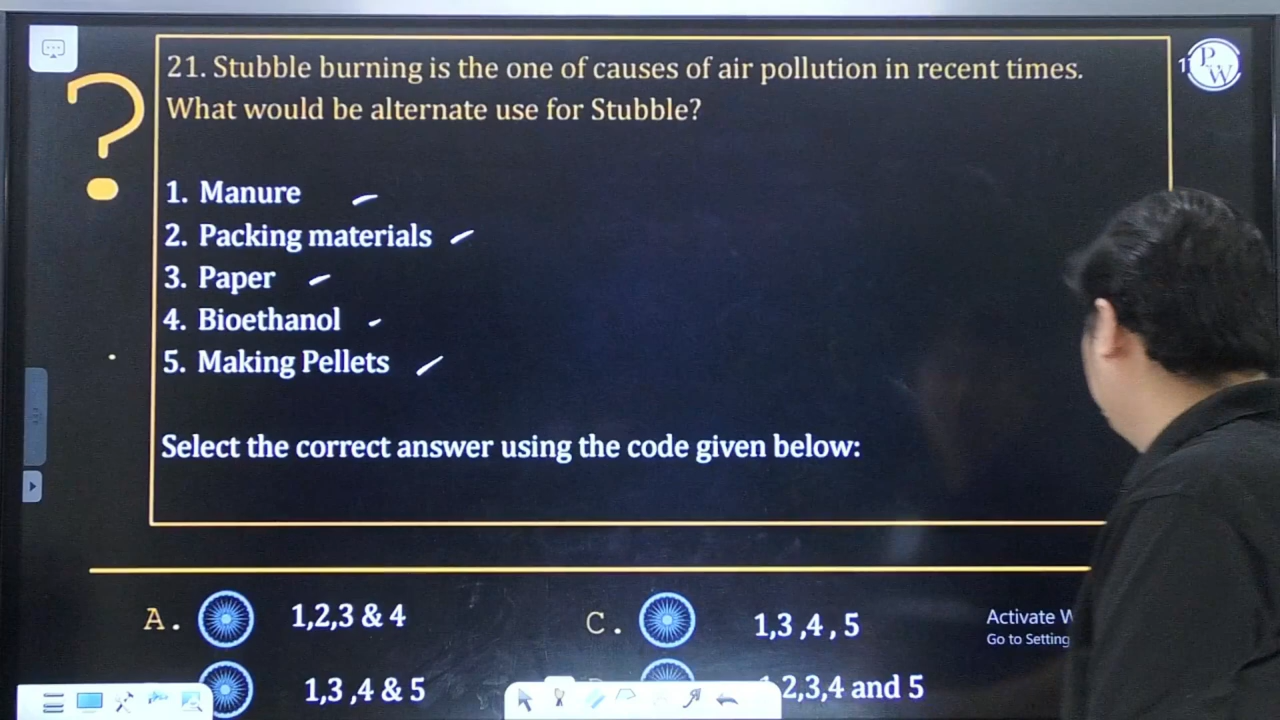 21. Stubble burning is the one of causes of air pollution in recent times.
What would be alternate use for Stubble?
1. Manure
2. Packing materials
3. Paper
4. Bioethanol
5. Making Pellets
Select the correct answer using the code given below:
A. 1,2,3 & 4
C. 1,3 ,4 , 5
1,3 ,4 & 5
2,3,4 and 5
Activate
Go to Setting
PW